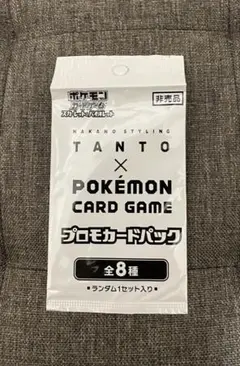 ポケモン
カードゲーム
スカーレット&バイオレット
非売品
NAKANO STYLING
TANTO
×
POKÉMON
CARD GAME
プロモカードパック
全8種
■ランダム1セット入り■